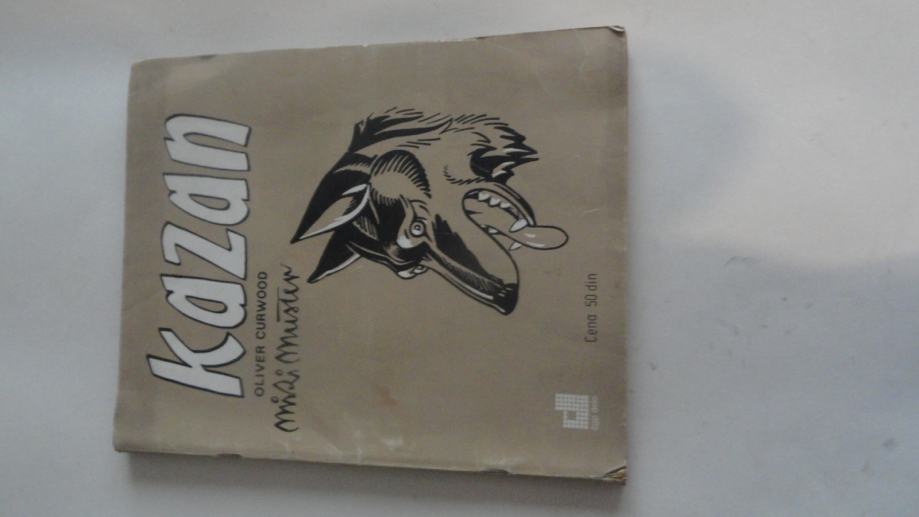 kazan
OLIVER CURWOOD
miki muster
Cena 50 din